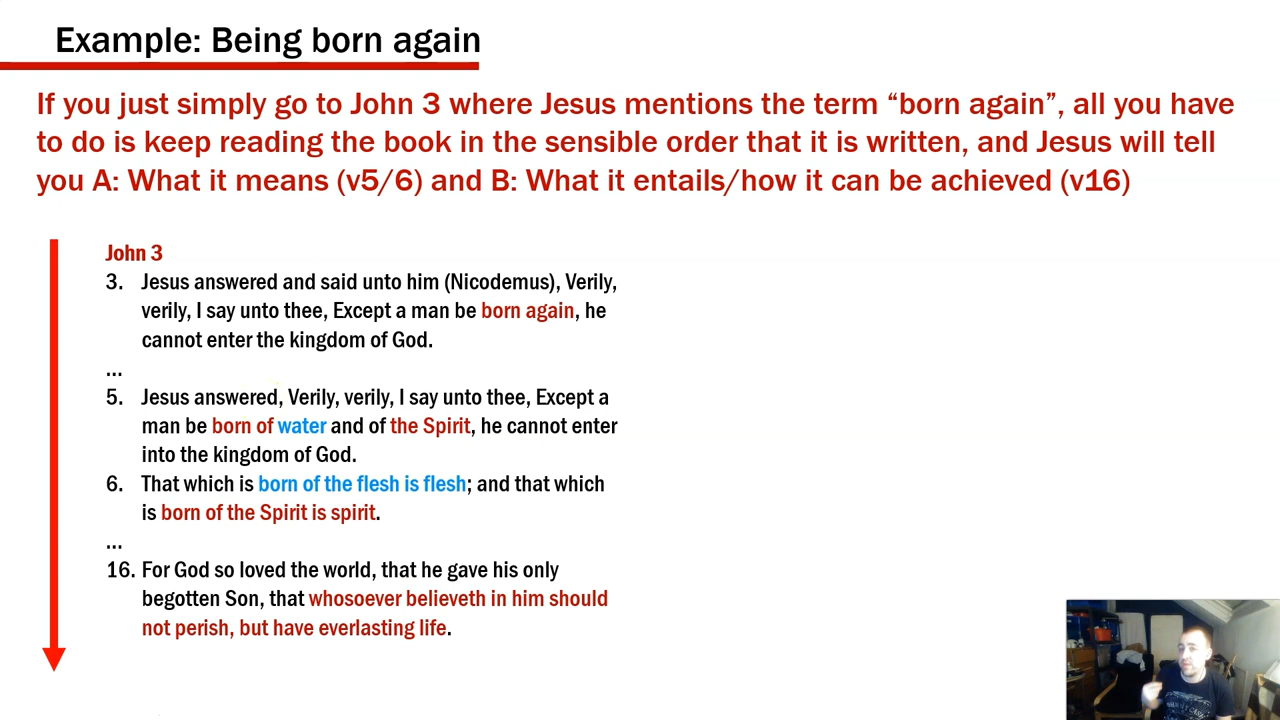 Example: Being born again
If you just simply go to John 3 where Jesus mentions the term “born again”, all you have
to do is keep reading the book in the sensible order that it is written, and Jesus will tell
you A: What it means (v5/6) and B: What it entails/how it can be achieved (v16)
John 3
3. Jesus answered and said unto him (Nicodemus), Verily,
verily, I say unto thee, Except a man be born again, he
cannot enter the kingdom of God.
...
5. Jesus answered, Verily, verily, I say unto thee, Except a
man be born of water and of the Spirit, he cannot enter
into the kingdom of God.
6. That which is born of the flesh is flesh; and that which
is born of the Spirit is spirit.
...
16. For God so loved the world, that he gave his only
begotten Son, that whosoever believeth in him should
not perish, but have everlasting life.